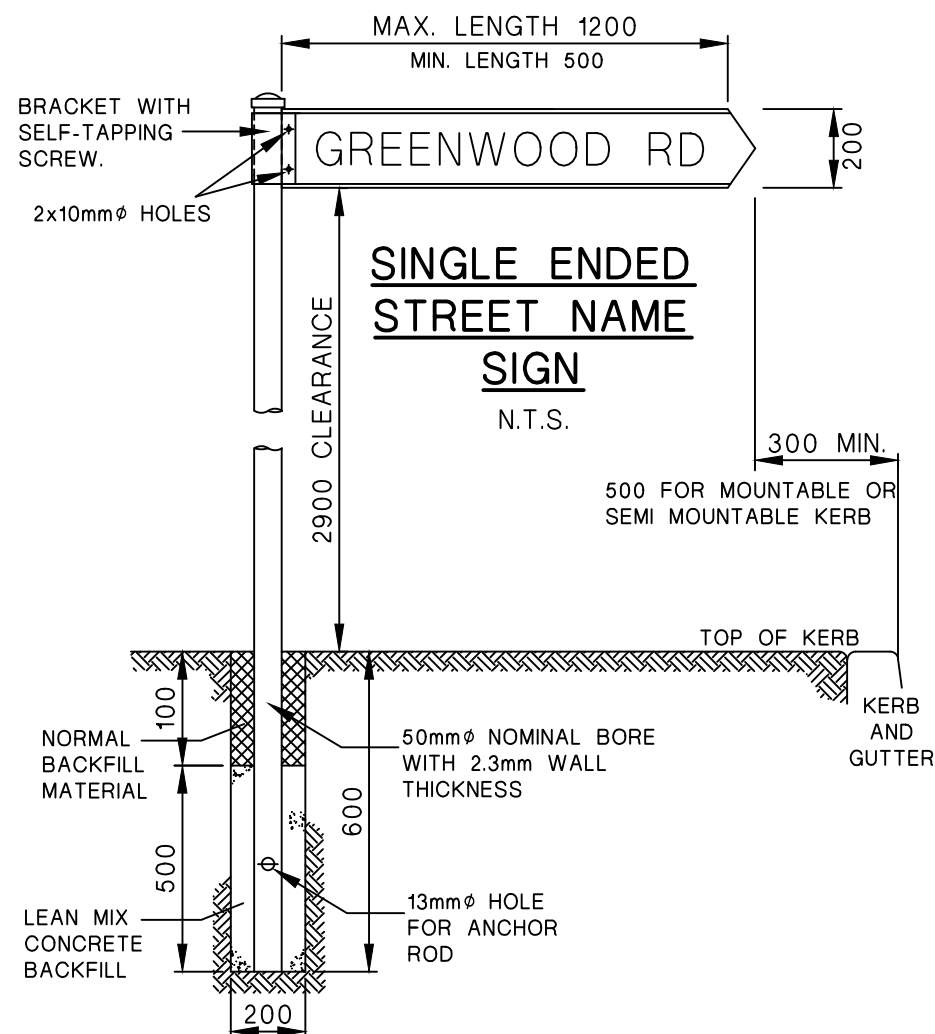 MAX. LENGTH 1200
MIN. LENGTH 500
BRACKET WITH
SELF-TAPPING
SCREW.
2x10mmϕ HOLES
GREENWOOD RD
200
SINGLE ENDED
STREET NAME
SIGN
N.T.S.
2900 CLEARANCE
300 MIN.
500 FOR MOUNTABLE OR
SEMI MOUNTABLE KERB
TOP OF KERB
KERB
AND
GUTTER
100
NORMAL
BACKFILL
MATERIAL
50mmϕ NOMINAL BORE
WITH 2.3mm WALL
THICKNESS
600
500
13mmϕ HOLE
FOR ANCHOR
ROD
LEAN MIX
CONCRETE
BACKFILL
200